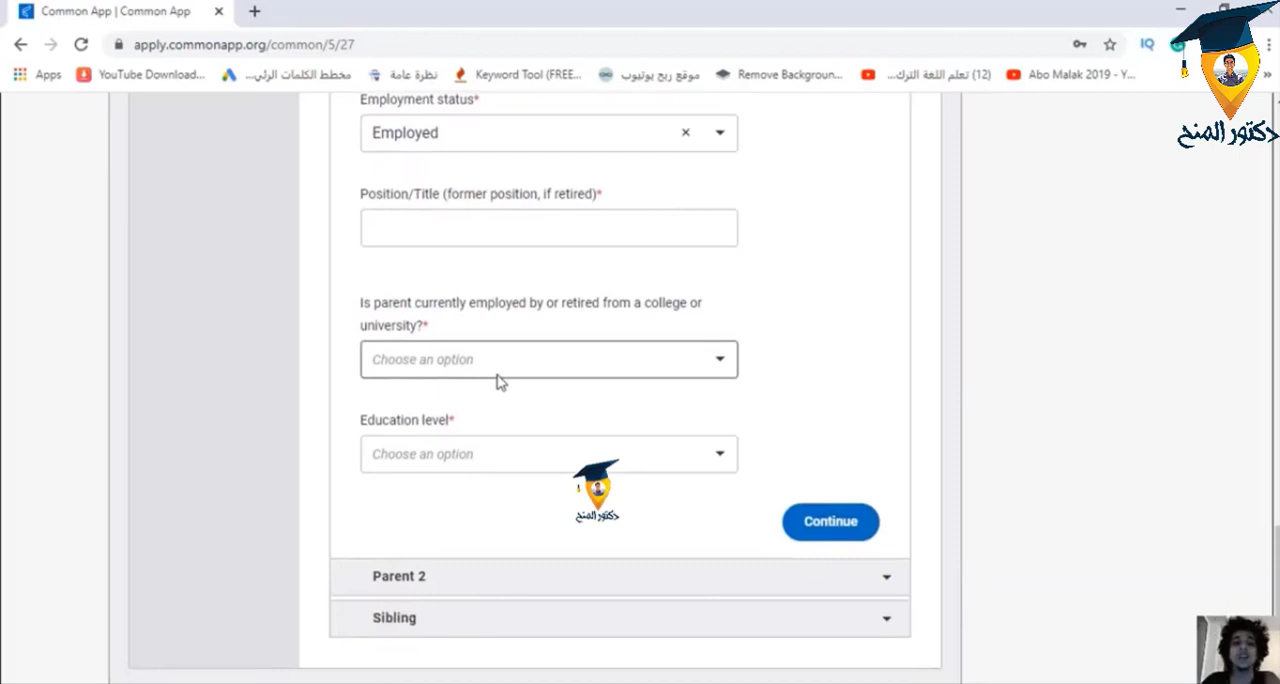 Common App | Common App
apply.commonapp.org/common/5/27
IQ
Apps
YouTube Download...
مخطط الكلمات الرئي...
نظرة عامة
Keyword Tool (FREE...
موقع ربح يوتيوب
Remove Backgroun...
تعلم اللغة الترك... (12)
Abo Malak 2019 - Y...
دكتور المنح
Employment status*
Employed
Position/Title (former position, if retired)*
Is parent currently employed by or retired from a college or
university?*
Choose an option
Education level*
Choose an option
دكتور المنح
Continue
Parent 2
Sibling